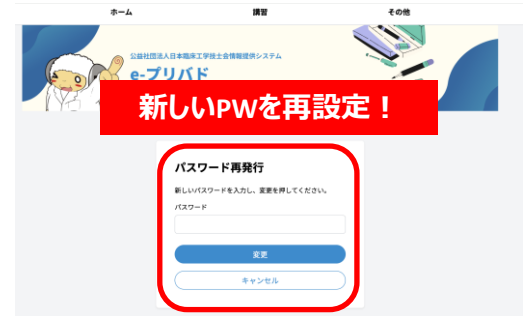 ホーム 講習 その他
公益社団法人日本臨床工学技士会情報提供システム
e-プリバド
新しいPWを再設定！
パスワード再発行
新しいパスワードを入力し、変更を押してください。
パスワード
変更
キャンセル